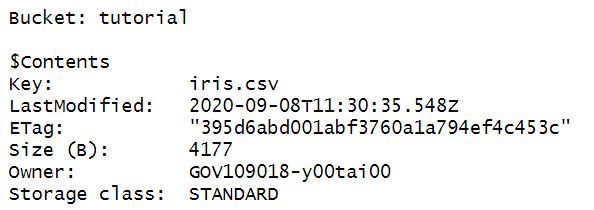 Bucket: tutorial
$Contents
Key: iris.csv
LastModified: 2020-09-08T11:30:35.548Z
ETag: "395d6abd001abf3760a1a794ef4c453c"
Size (B): 4177
Owner: GOV109018-y00tai00
Storage class: STANDARD